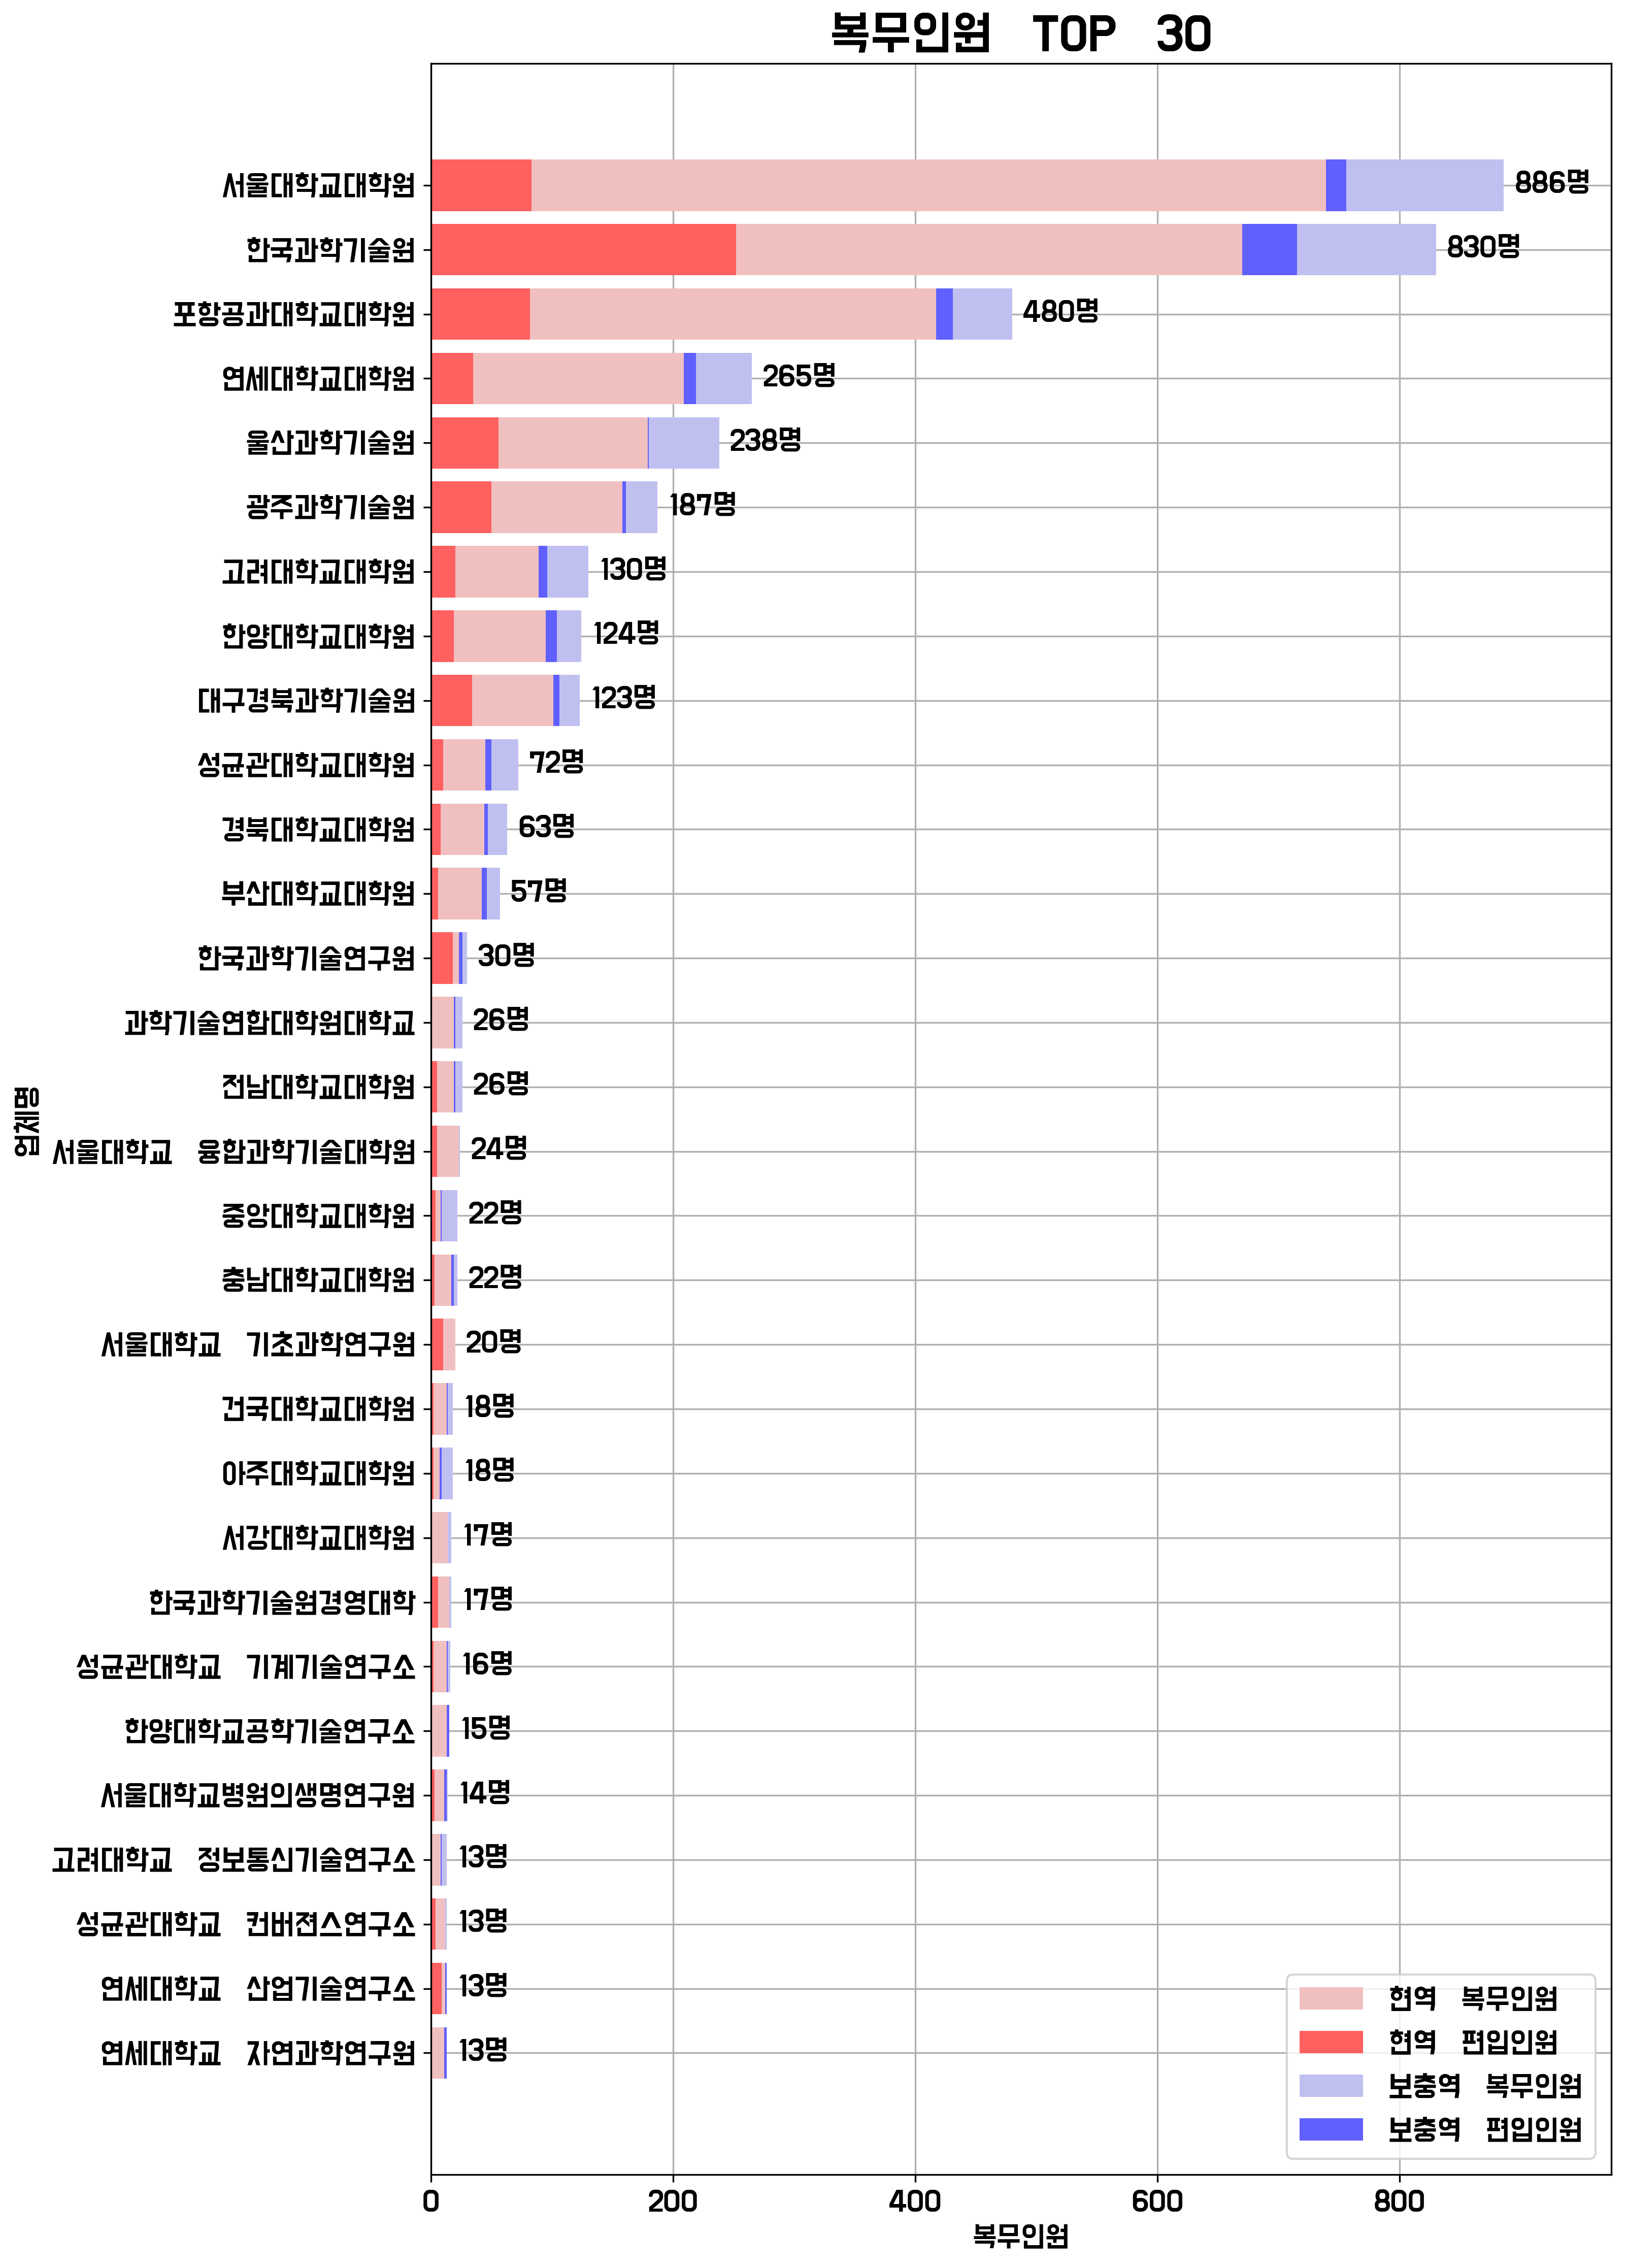 복무인원 TOP 30
서울대학교대학원 886명
한국과학기술원 830명
포항공과대학교대학원 480명
연세대학교대학원 265명
울산과학기술원 238명
광주과학기술원 187명
고려대학교대학원 130명
한양대학교대학원 124명
대구경북과학기술원 123명
성균관대학교대학원 72명
경북대학교대학원 63명
부산대학교대학원 57명
한국과학기술연구원 30명
과학기술연합대학원대학교 26명
전남대학교대학원 26명
업체명
서울대학교 융합과학기술대학원 24명
중앙대학교대학원 22명
충남대학교대학원 22명
서울대학교 기초과학연구원 20명
건국대학교대학원 18명
아주대학교대학원 18명
서강대학교대학원 17명
한국과학기술원경영대학 17명
성균관대학교 기계기술연구소 16명
한양대학교공학기술연구소 15명
서울대학교병원의생명연구원 14명
고려대학교 정보통신기술연구소 13명
성균관대학교 컨버젼스연구소 13명
연세대학교 산업기술연구소 13명
연세대학교 자연과학연구원 13명
현역 복무인원
현역 편입인원
보충역 복무인원
보충역 편입인원
0 200 400 600 800
복무인원